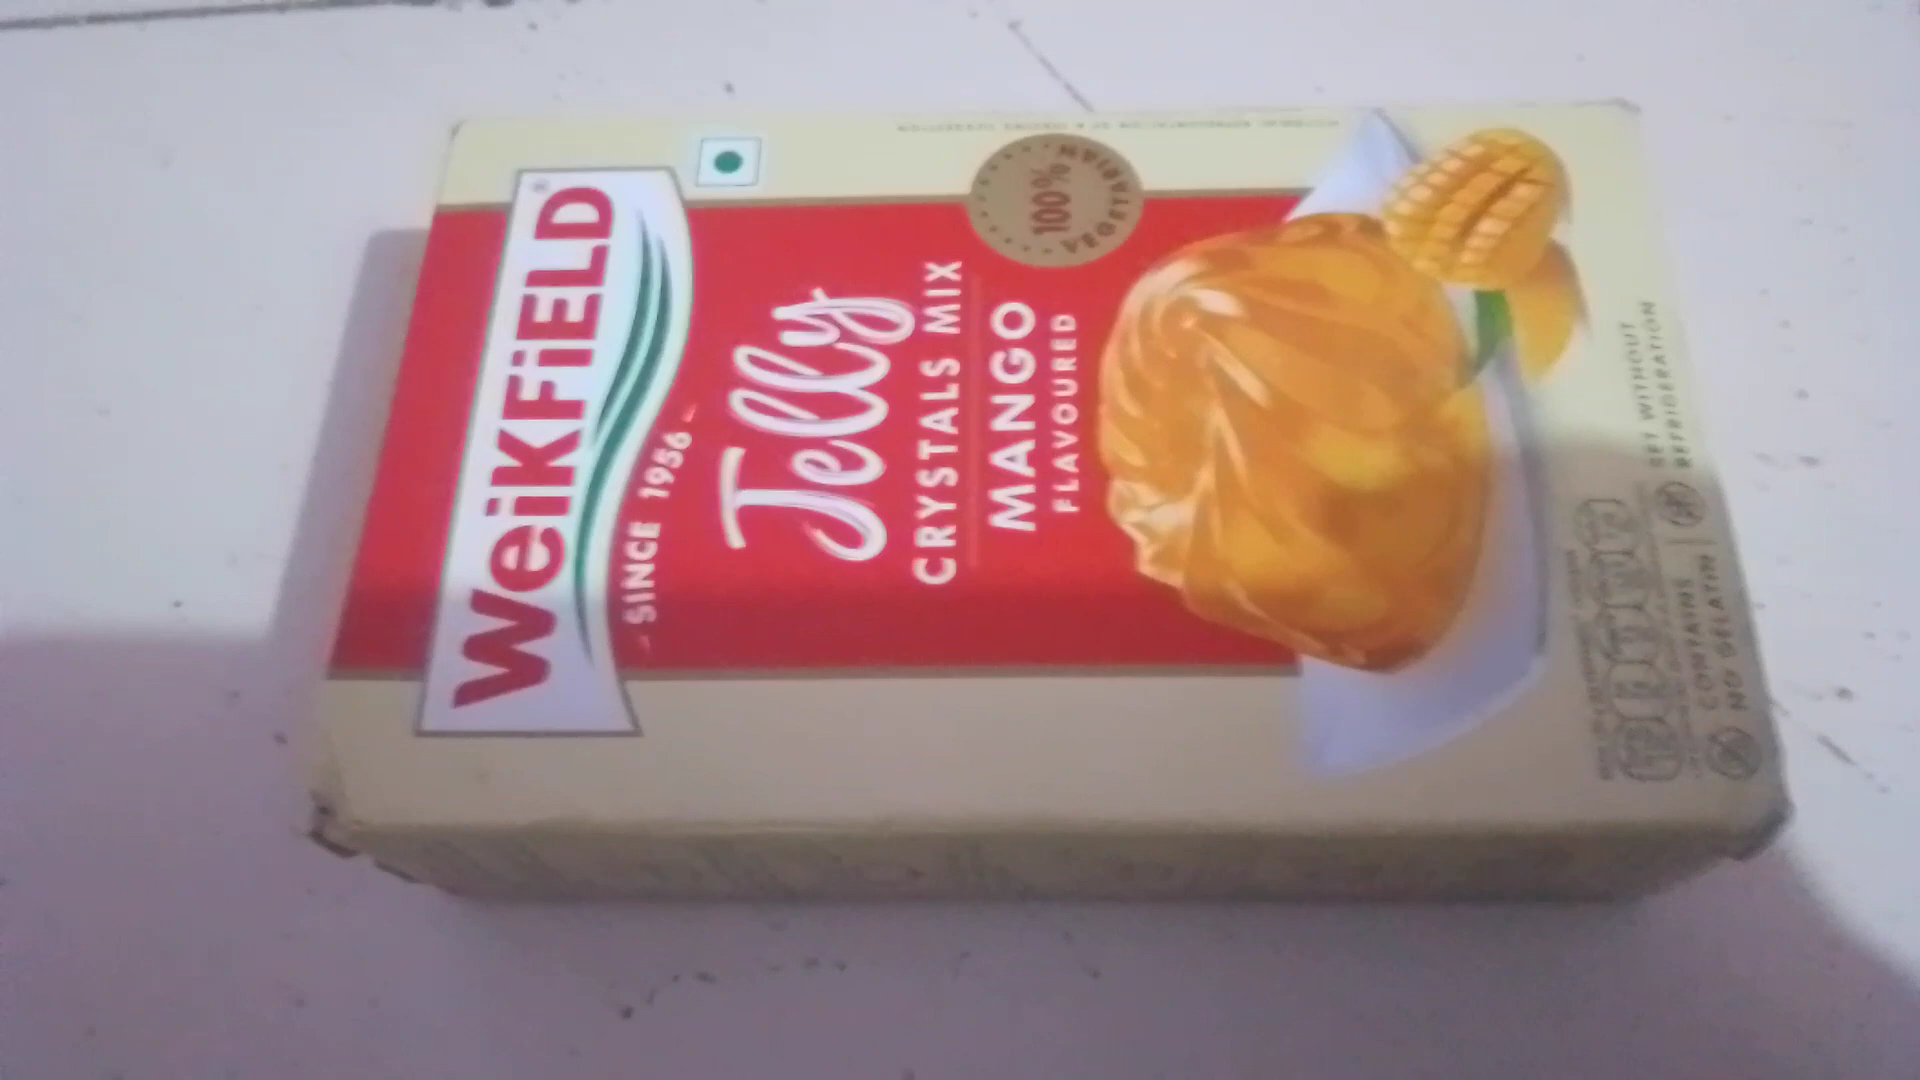 WeiKFiELD
®
- SINCE 1956 -
Jelly
CRYSTALS MIX
MANGO
FLAVOURED
100%
VEGETARIAN
CONTAINS
NO GELATIN
SET WITHOUT
REFRIGERATION